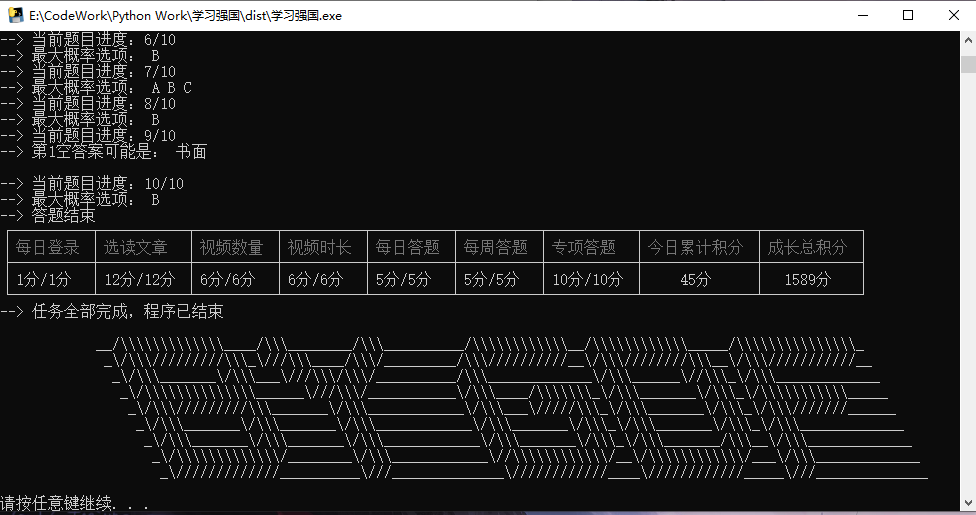 E:\CodeWork\Python Work\学习强国\dist\学习强国.exe
--> 当前题目进度：6/10
--> 最大概率选项： B
--> 当前题目进度：7/10
--> 最大概率选项： A B C
--> 当前题目进度：8/10
--> 最大概率选项： B
--> 当前题目进度：9/10
--> 第1空答案可能是： 书面
--> 当前题目进度：10/10
--> 最大概率选项： B
--> 答题结束
每日登录 选读文章 视频数量 视频时长 每日答题 每周答题 专项答题 今日累计积分 成长总积分
1分/1分 12分/12分 6分/6分 6分/6分 5分/5分 5分/5分 10分/10分 45分 1589分
--> 任务全部完成，程序已结束
请按任意键继续. . .